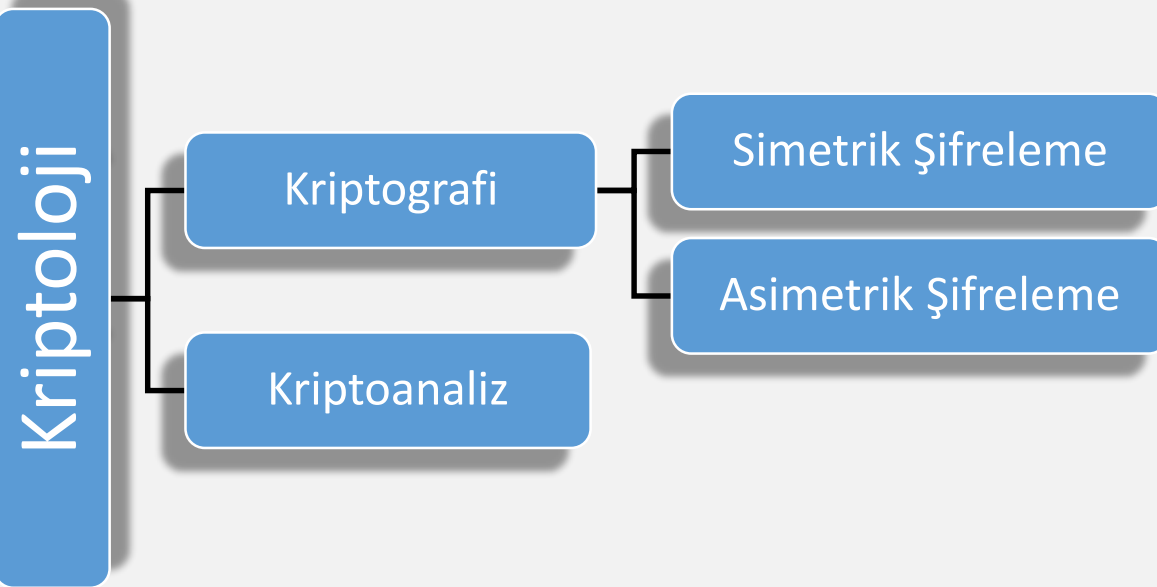 Kriptoloji
Kriptografi
Kriptoanaliz
Simetrik Şifreleme
Asimetrik Şifreleme